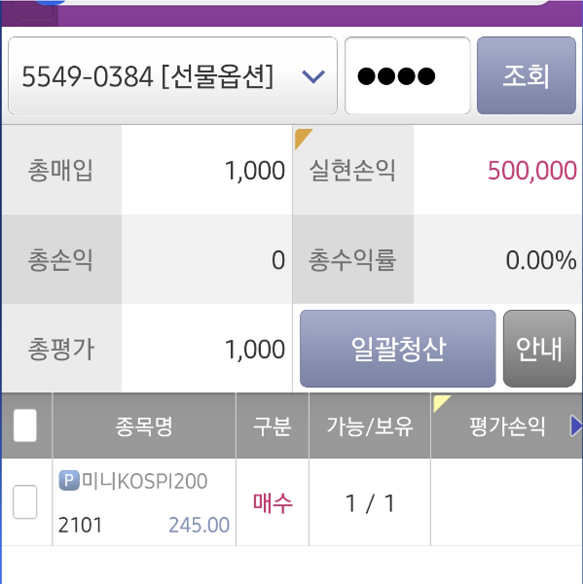 5549-0384 [선물옵션] ●●●● 조회
총매입 1,000 실현손익 500,000
총손익 0 총수익률 0.00%
총평가 1,000 일괄청산 안내
종목명 구분 가능/보유 평가손익
P 미니KOSPI200
매수 1 / 1
2101 245.00